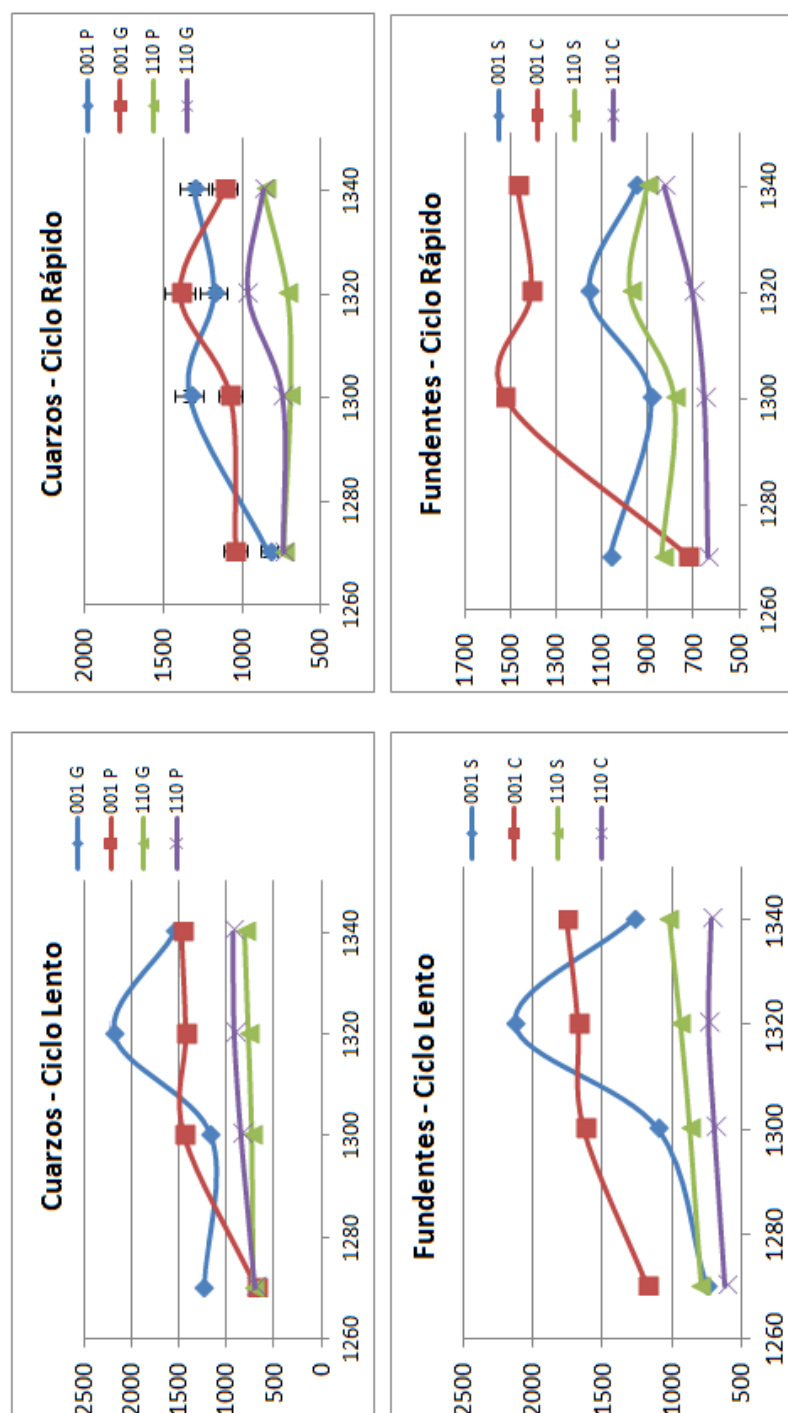 Cuarzos - Ciclo Lento
2500
2000
1500
1000
500
0
1260
1280
1300
1320
1340
001 G
001 P
110 G
110 P
Cuarzos - Ciclo Rápido
2000
1500
1000
500
1260
1280
1300
1320
1340
001 P
001 G
110 P
110 G
Fundentes - Ciclo Lento
2500
2000
1500
1000
500
1260
1280
1300
1320
1340
001 S
001 C
110 S
110 C
Fundentes - Ciclo Rápido
1700
1500
1300
1100
900
700
500
1260
1280
1300
1320
1340
001 S
001 C
110 S
110 C